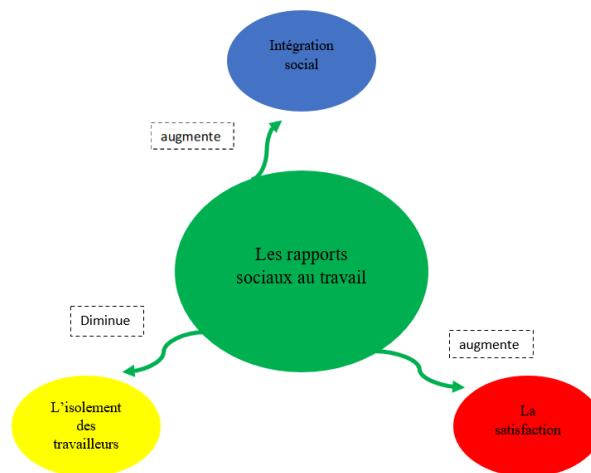 Intégration
social
augmente
Les rapports
sociaux au travail
Diminue
augmente
L'isolement
des
travailleurs
La
satisfaction